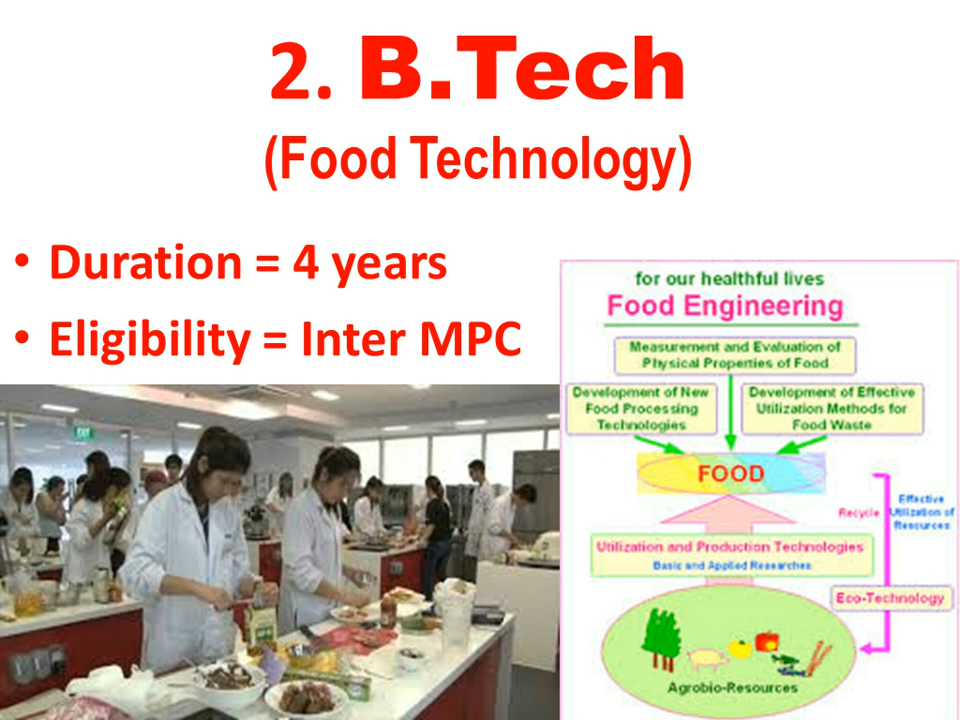 2. B.Tech
(Food Technology)
• Duration = 4 years
• Eligibility = Inter MPC
for our healthful lives
Food Engineering
Measurement and Evaluation of
Physical Properties of Food
Development of New
Food Processing
Technologies
Development of Effective
Utilization Methods for
Food Waste
FOOD
Recycle
Effective
Utilization of
Resources
Utilization and Production Technologies
Basic and Applied Researches
Eco-Technology
Agrobio-Resources